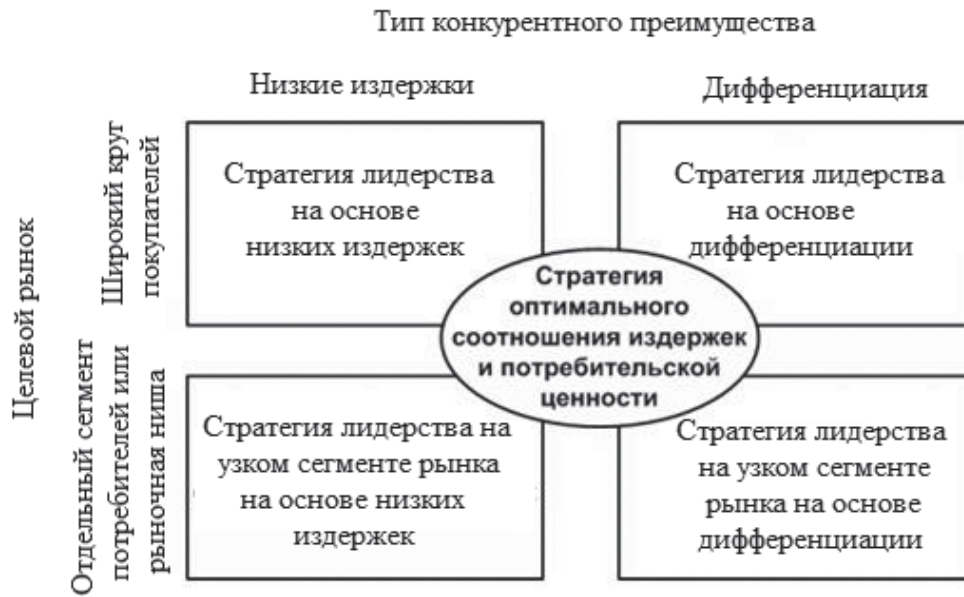 Тип конкурентного преимущества
Низкие издержки
Дифференциация
Целевой рынок
Широкий круг
покупателей
Стратегия лидерства
на основе
низких издержек
Стратегия лидерства
на основе
дифференциации
Стратегия
оптимального
соотношения издержек
и потребительской
ценности
Отдельный сегмент
потребителей или
рыночная ниша
Стратегия лидерства на
узком сегменте рынка
на основе низких
издержек
Стратегия лидерства
на узком сегменте
рынка на основе
дифференциации